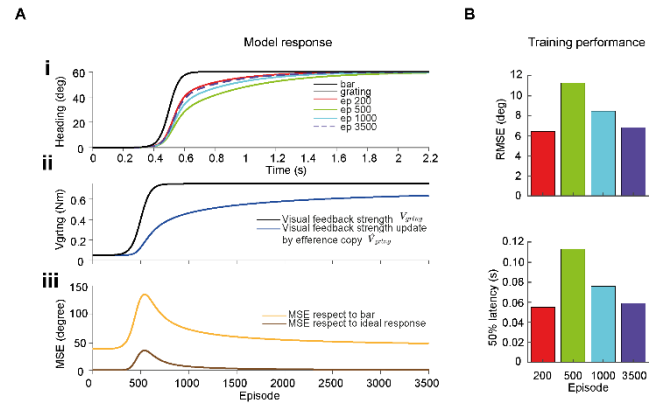 A
B
Model response
Training performance
i
Heading (deg)
60
40
20
0
bar
grating
ep 200
ep 500
ep 1000
ep 3500
0 0.2 0.4 0.6 0.8 1.0 1.2 1.4 1.6 1.8 2.0 2.2
Time (s)
ii
Vgrtng (Nm)
0.6
0.4
0.2
0
Visual feedback strength V_grtng
Visual feedback strength update
by efference copy V̂_grtng
iii
MSE (degree)
150
100
50
0
MSE respect to bar
MSE respect to ideal response
0 500 1000 1500 2000 2500 3000 3500
Episode
RMSE (deg)
12
10
8
6
4
2
0
50% latency (s)
0.12
0.10
0.08
0.06
0.04
0.02
0.00
200 500 1000 3500
Episode